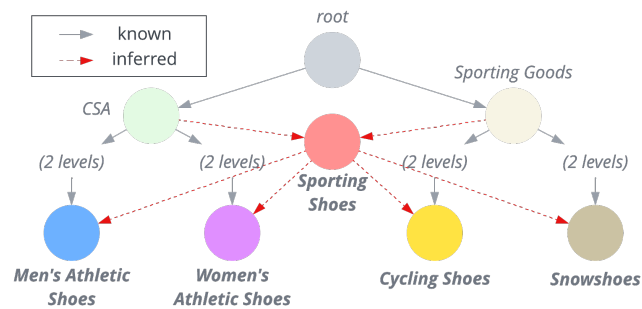 root
known
inferred
Sporting Goods
CSA
(2 levels)
(2 levels)
(2 levels)
(2 levels)
Sporting
Shoes
Men's Athletic
Shoes
Women's
Athletic Shoes
Cycling Shoes
Snowshoes